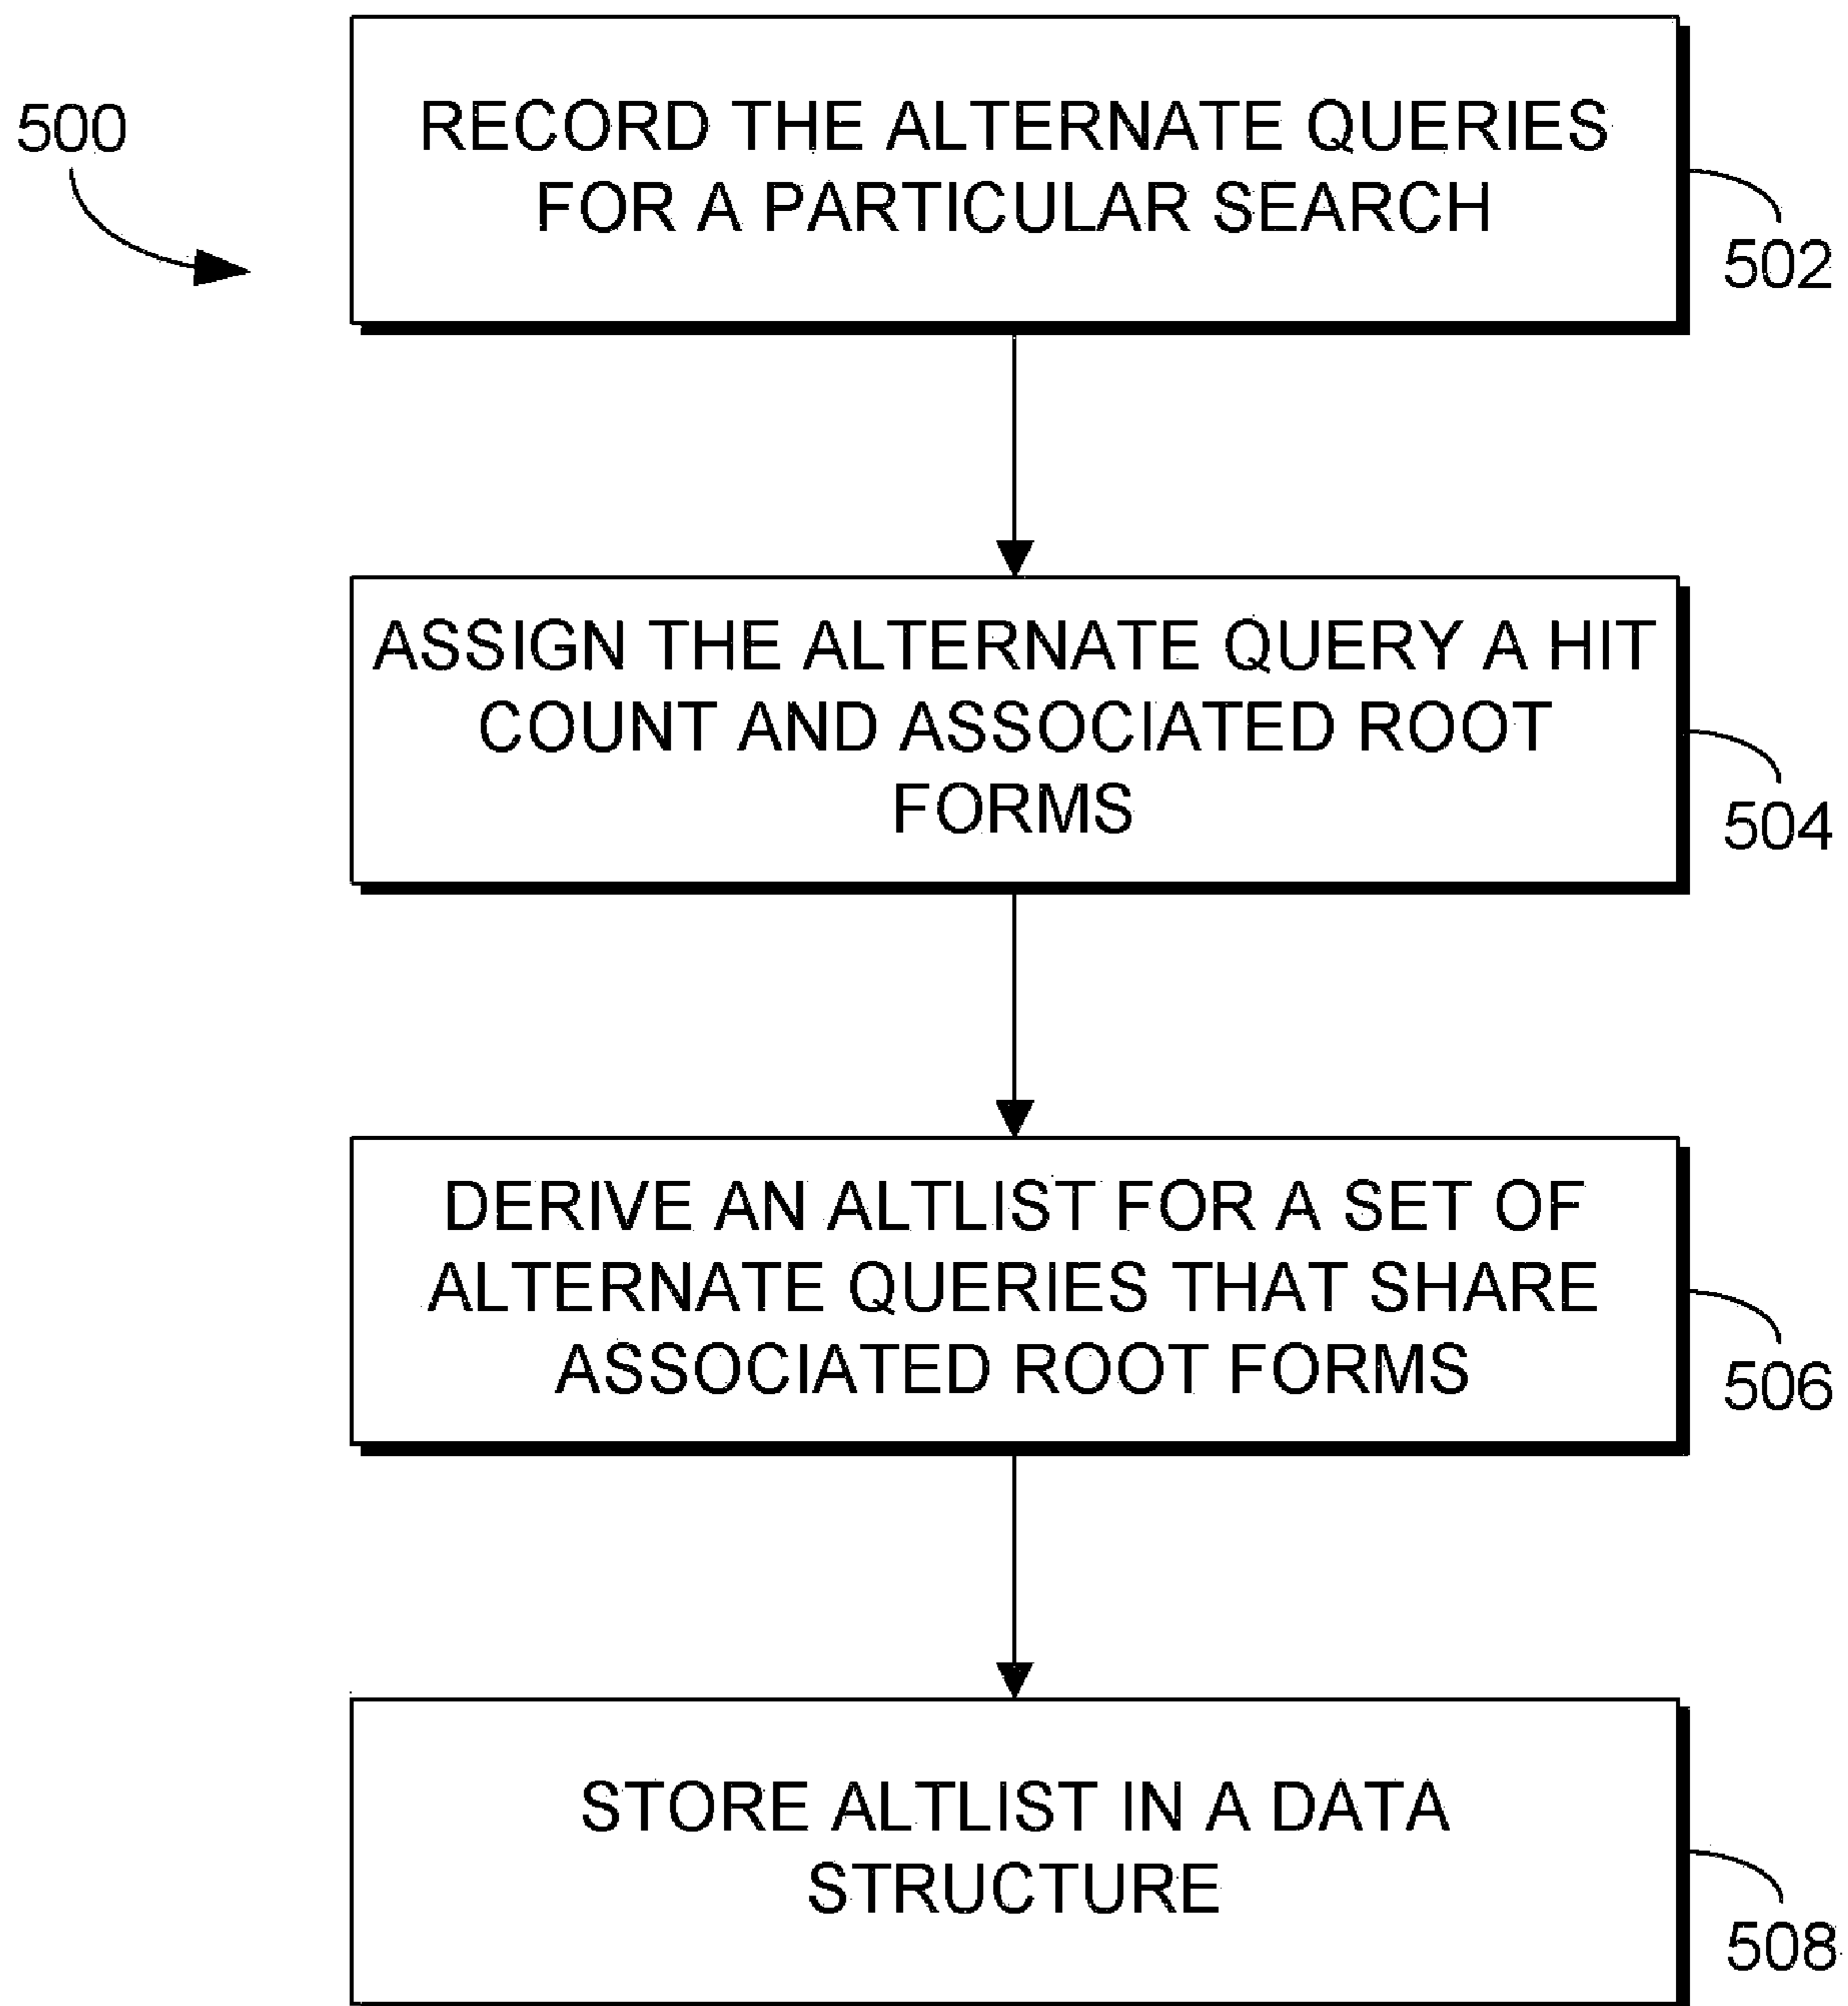 500
RECORD THE ALTERNATE QUERIES
FOR A PARTICULAR SEARCH
502
ASSIGN THE ALTERNATE QUERY A HIT
COUNT AND ASSOCIATED ROOT
FORMS
504
DERIVE AN ALTLIST FOR A SET OF
ALTERNATE QUERIES THAT SHARE
ASSOCIATED ROOT FORMS
506
STORE ALTLIST IN A DATA
STRUCTURE
508